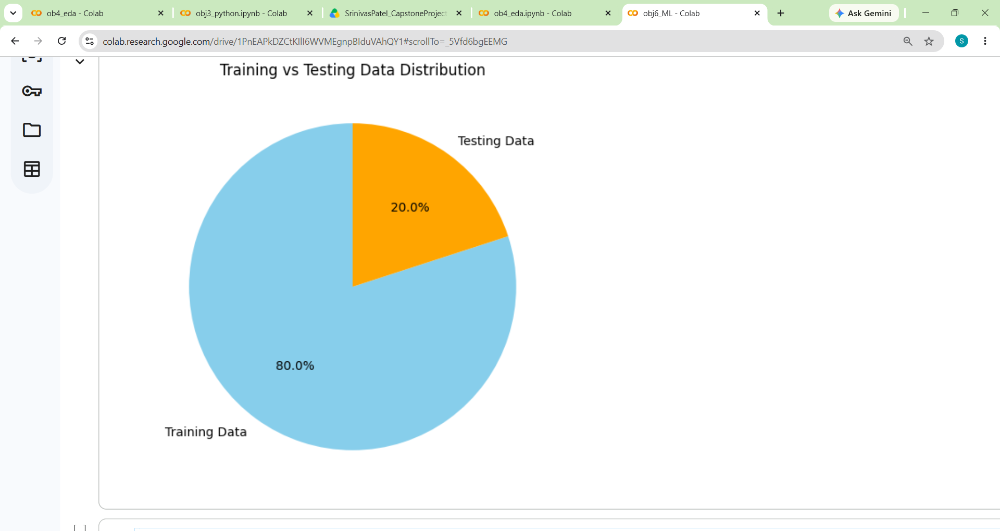 ob4_eda - Colab
obj3_python.ipynb - Colab
SrinivasPatel_CapstoneProject
ob4_eda.ipynb - Colab
obj6_ML - Colab
Ask Gemini
colab.research.google.com/drive/1PnEAPkDZCtKIlI6WVMEgnpBIduVAhQY1#scrollTo=_5Vfd6bgEEMG
S
Training vs Testing Data Distribution
Testing Data
20.0%
80.0%
Training Data
[ ]